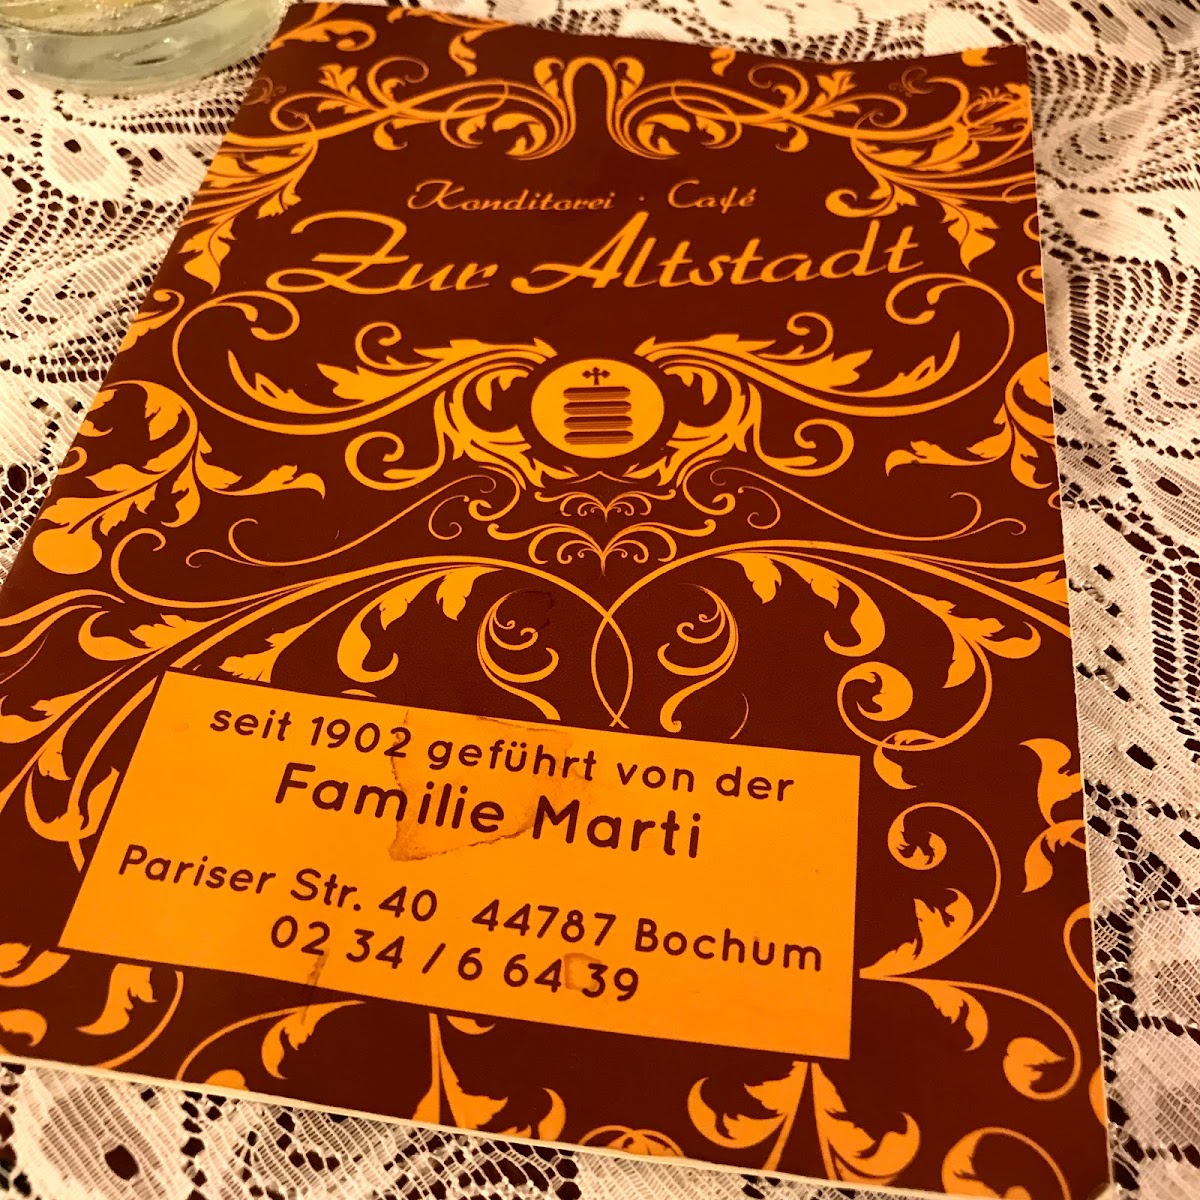 Konditorei · Café
Zur Altstadt
seit 1902 geführt von der
Familie Marti
Pariser Str. 40 44787 Bochum
02 34 / 6 64 39